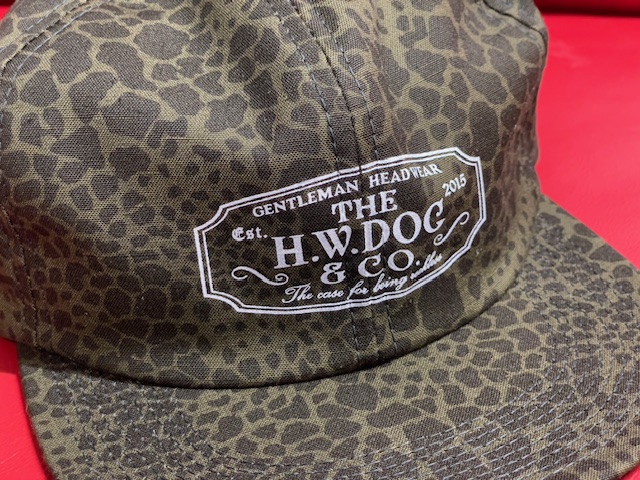 GENTLEMAN HEADWEAR
THE
Est. H.W.DOG 2015
& CO.
The case for being